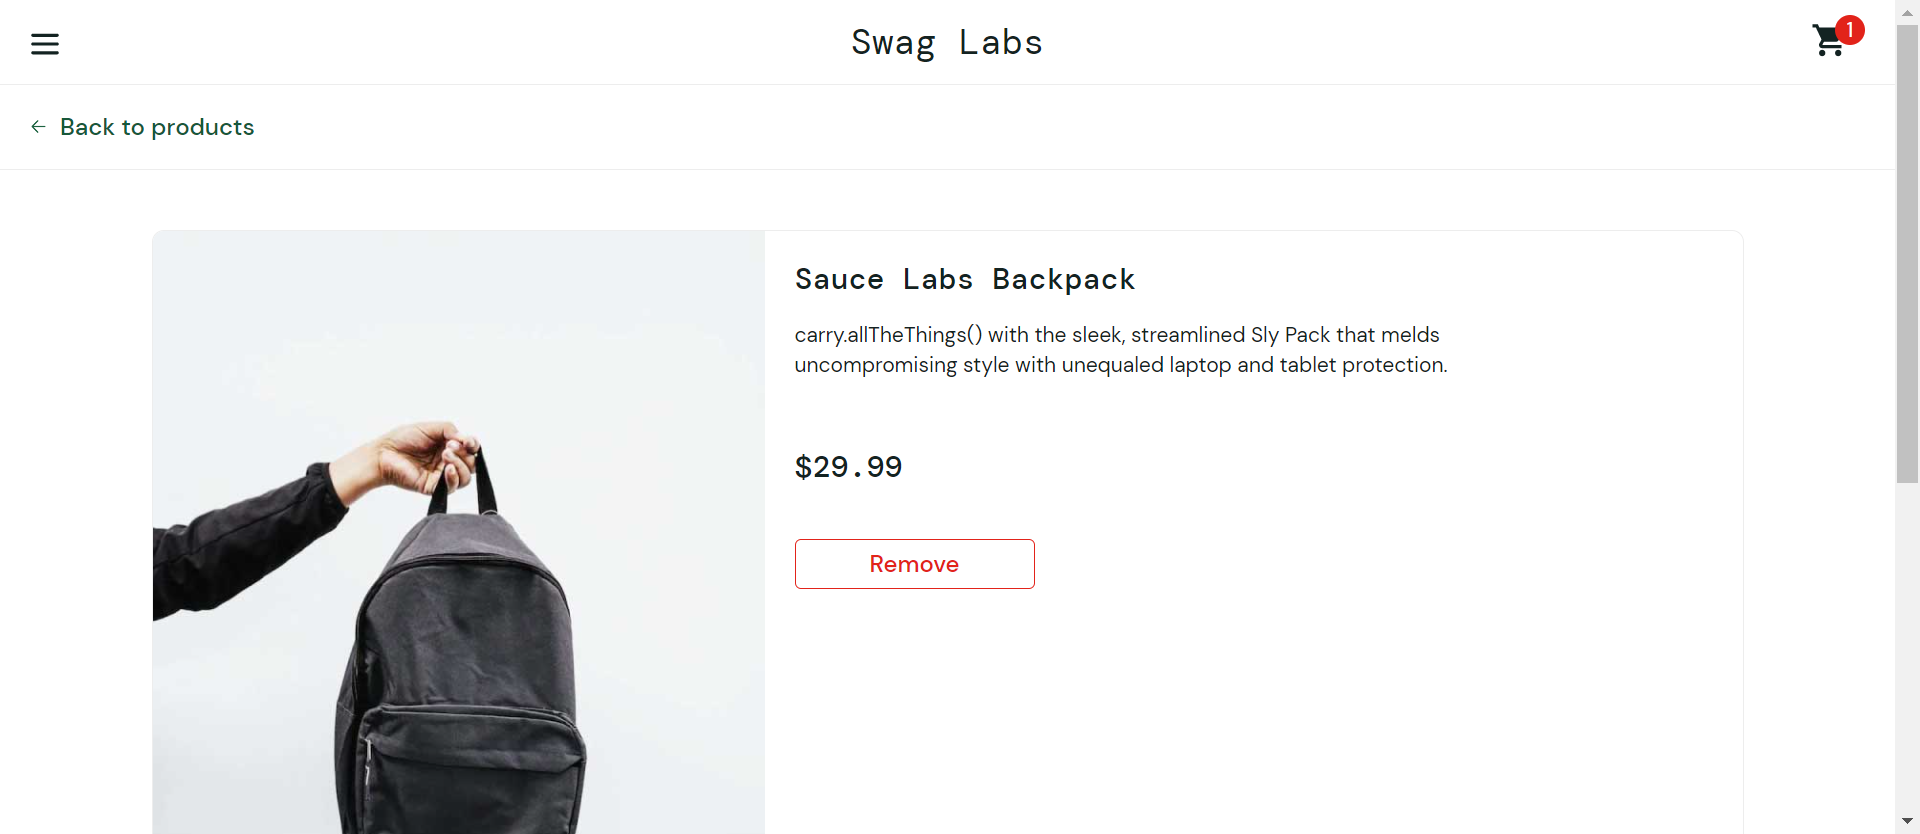 Swag Labs
1
Back to products
Sauce Labs Backpack
carry.allTheThings() with the sleek, streamlined Sly Pack that melds
uncompromising style with unequaled laptop and tablet protection.
$29.99
Remove